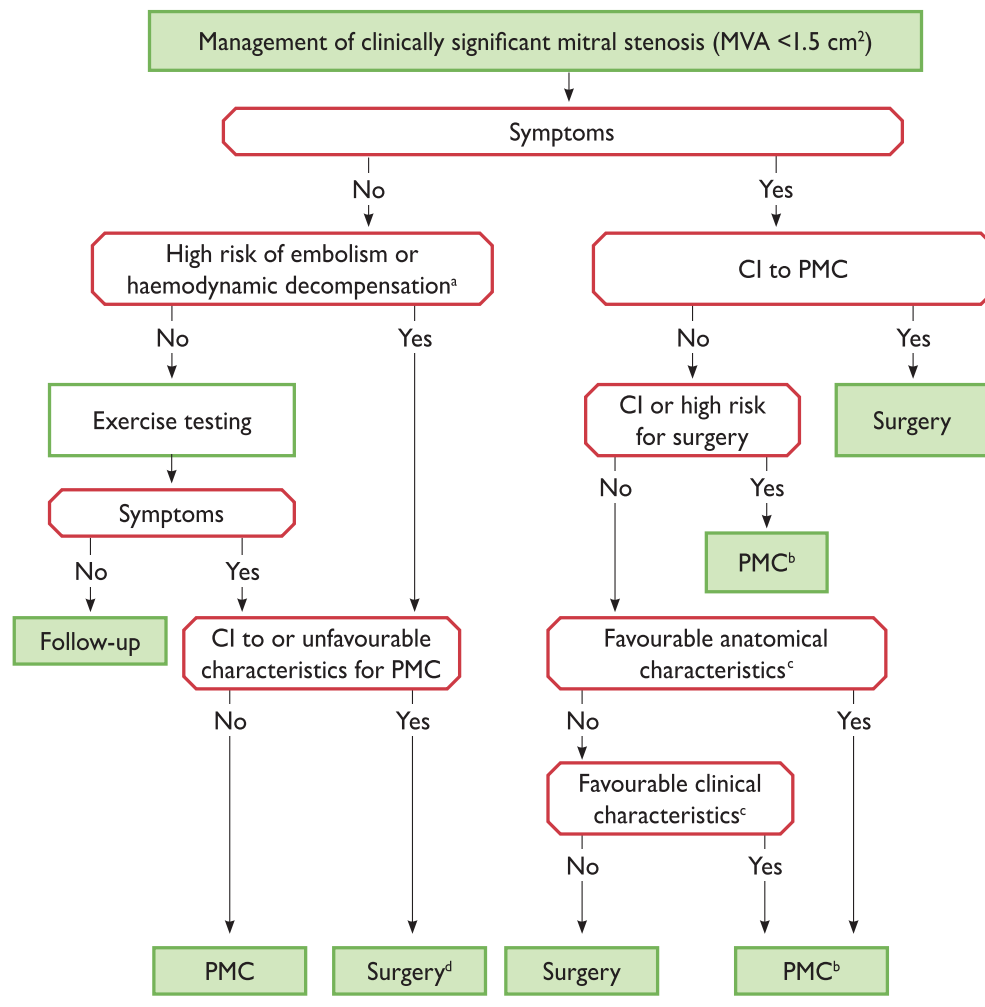 Management of clinically significant mitral stenosis (MVA <1.5 cm²)
Symptoms
No
Yes
High risk of embolism or
haemodynamic decompensationᵃ
CI to PMC
No
Yes
No
Yes
Exercise testing
CI or high risk
for surgery
Surgery
Symptoms
No
Yes
No
Yes
PMCᵇ
Follow-up
CI to or unfavourable
characteristics for PMC
Favourable anatomical
characteristicsᶜ
No
Yes
No
Yes
Favourable clinical
characteristicsᶜ
No
Yes
PMC
Surgeryᵈ
Surgery
PMCᵇ